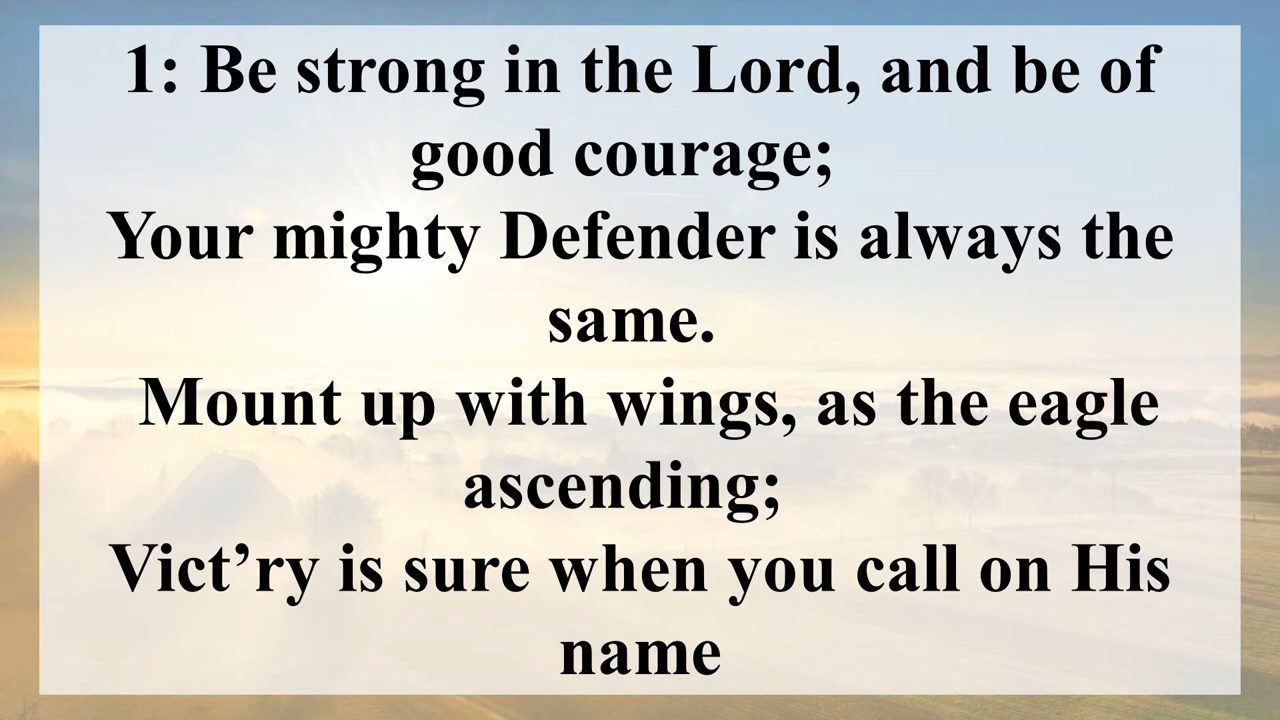 1: Be strong in the Lord, and be of
good courage;
Your mighty Defender is always the
same.
Mount up with wings, as the eagle
ascending;
Vict’ry is sure when you call on His
name